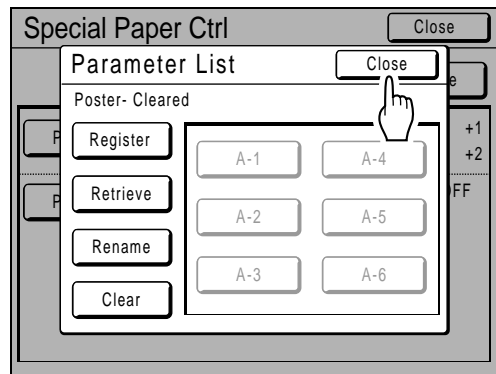 Special Paper Ctrl
Close
Parameter List
Close
Poster- Cleared
Register
Retrieve
Rename
Clear
A-1
A-4
A-2
A-5
A-3
A-6
+1
+2